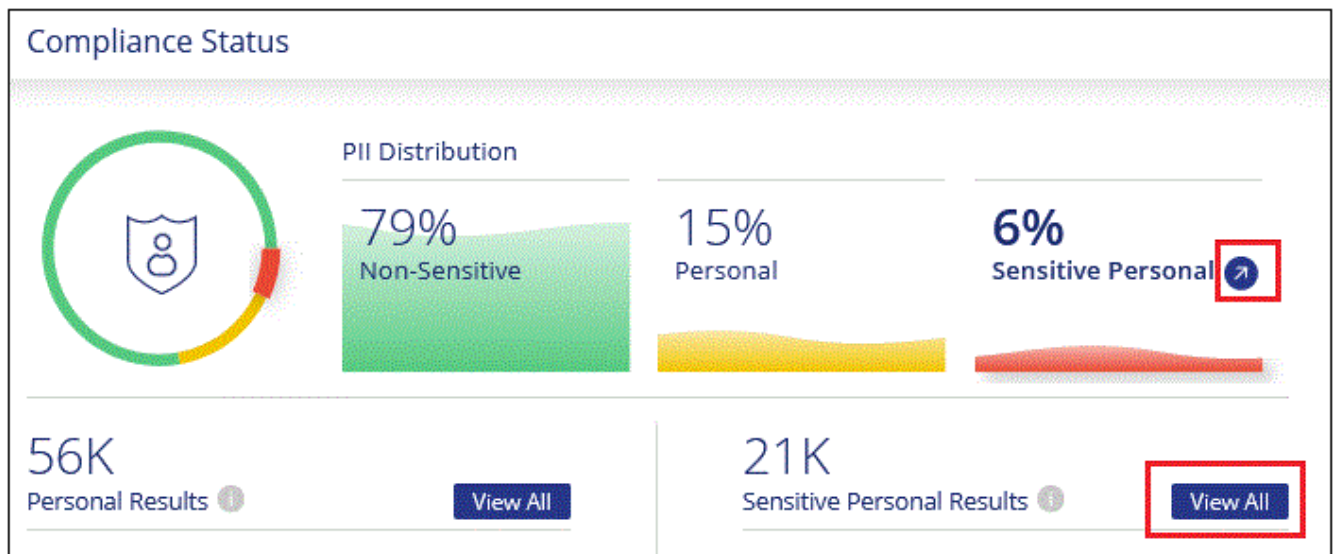 Compliance Status
PII Distribution
79%
Non-Sensitive
15%
Personal
6%
Sensitive Personal
56K
Personal Results
View All
21K
Sensitive Personal Results
View All